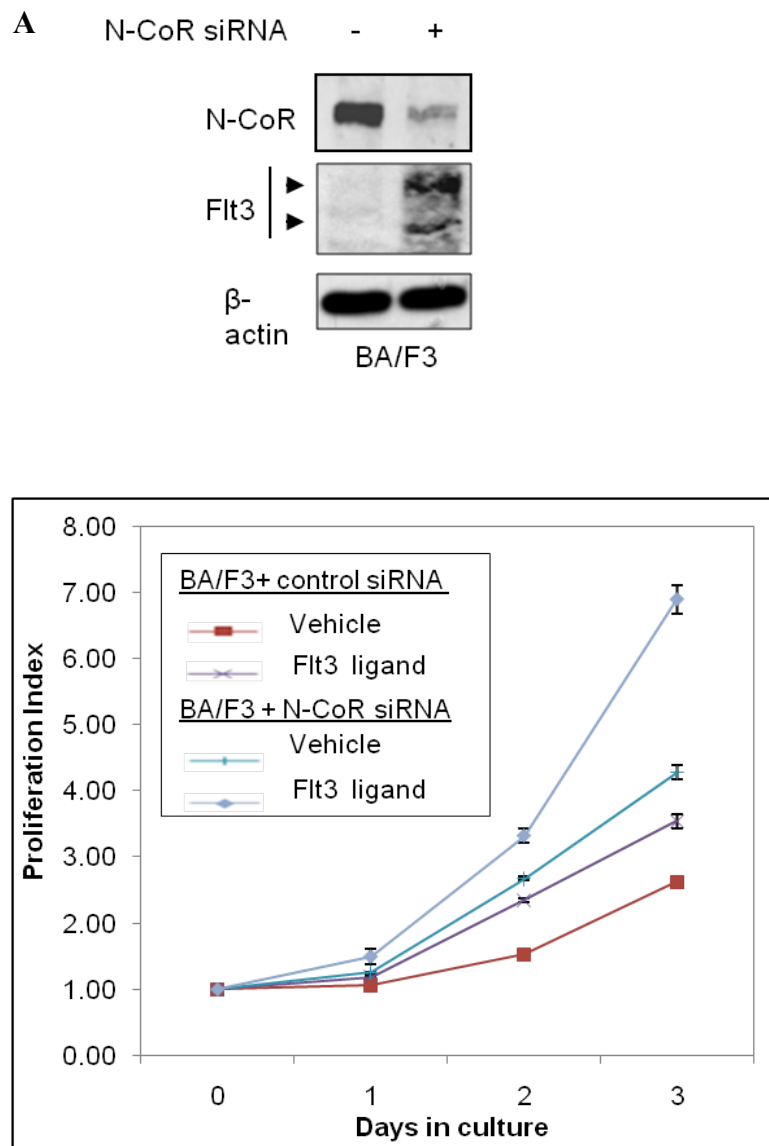 A
N-CoR siRNA - +
N-CoR
Flt3
β-
actin
BA/F3
8.00
7.00
6.00
5.00
4.00
3.00
2.00
1.00
0.00
Proliferation Index
BA/F3+ control siRNA
Vehicle
Flt3 ligand
BA/F3 + N-CoR siRNA
Vehicle
Flt3 ligand
0 1 2 3
Days in culture